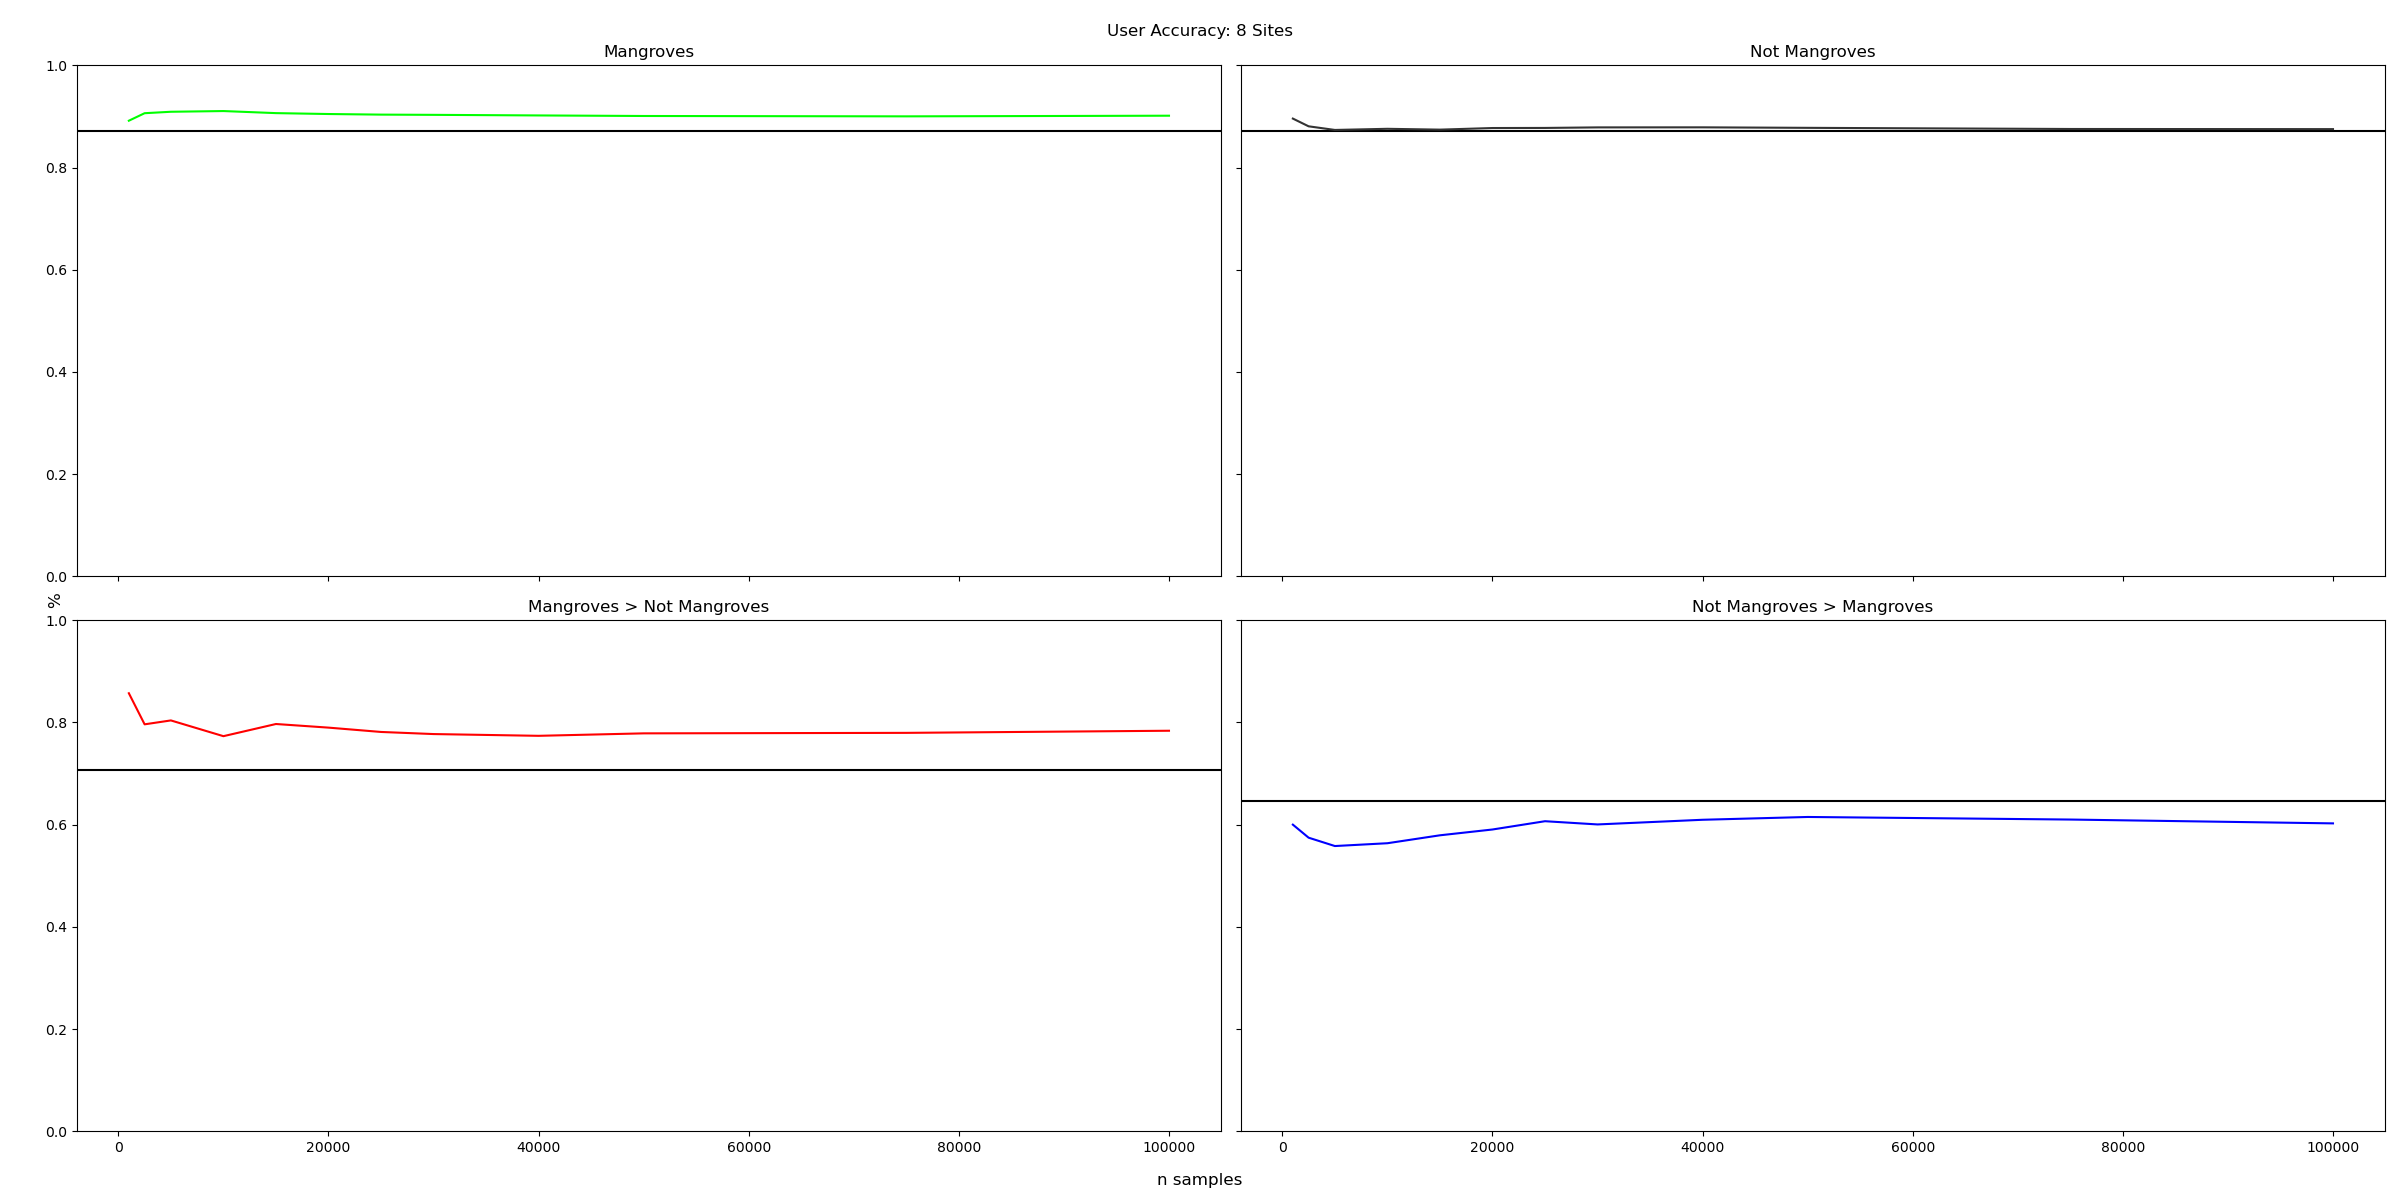 User Accuracy: 8 Sites
Mangroves
Not Mangroves
1.0
0.8
0.6
0.4
0.2
0.0
%
Mangroves > Not Mangroves
Not Mangroves > Mangroves
1.0
0.8
0.6
0.4
0.2
0.0
0 20000 40000 60000 80000 100000
0 20000 40000 60000 80000 100000
n samples